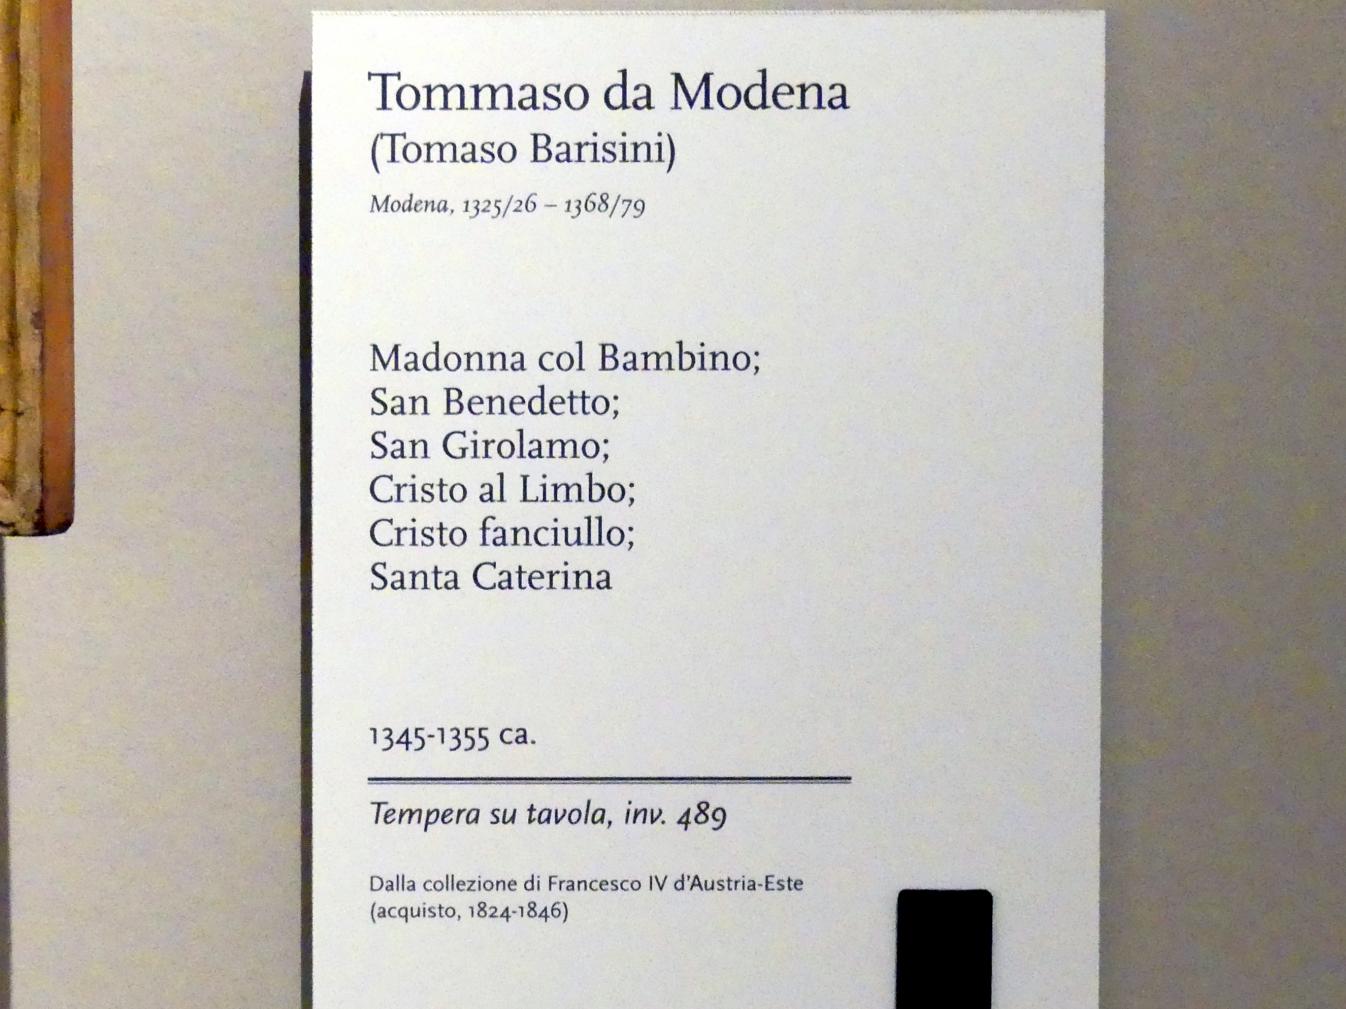 Tommaso da Modena
(Tomaso Barisini)
Modena, 1325/26 – 1368/79
Madonna col Bambino;
San Benedetto;
San Girolamo;
Cristo al Limbo;
Cristo fanciullo;
Santa Caterina
1345-1355 ca.
Tempera su tavola, inv. 489
Dalla collezione di Francesco IV d'Austria-Este
(acquisto, 1824-1846)